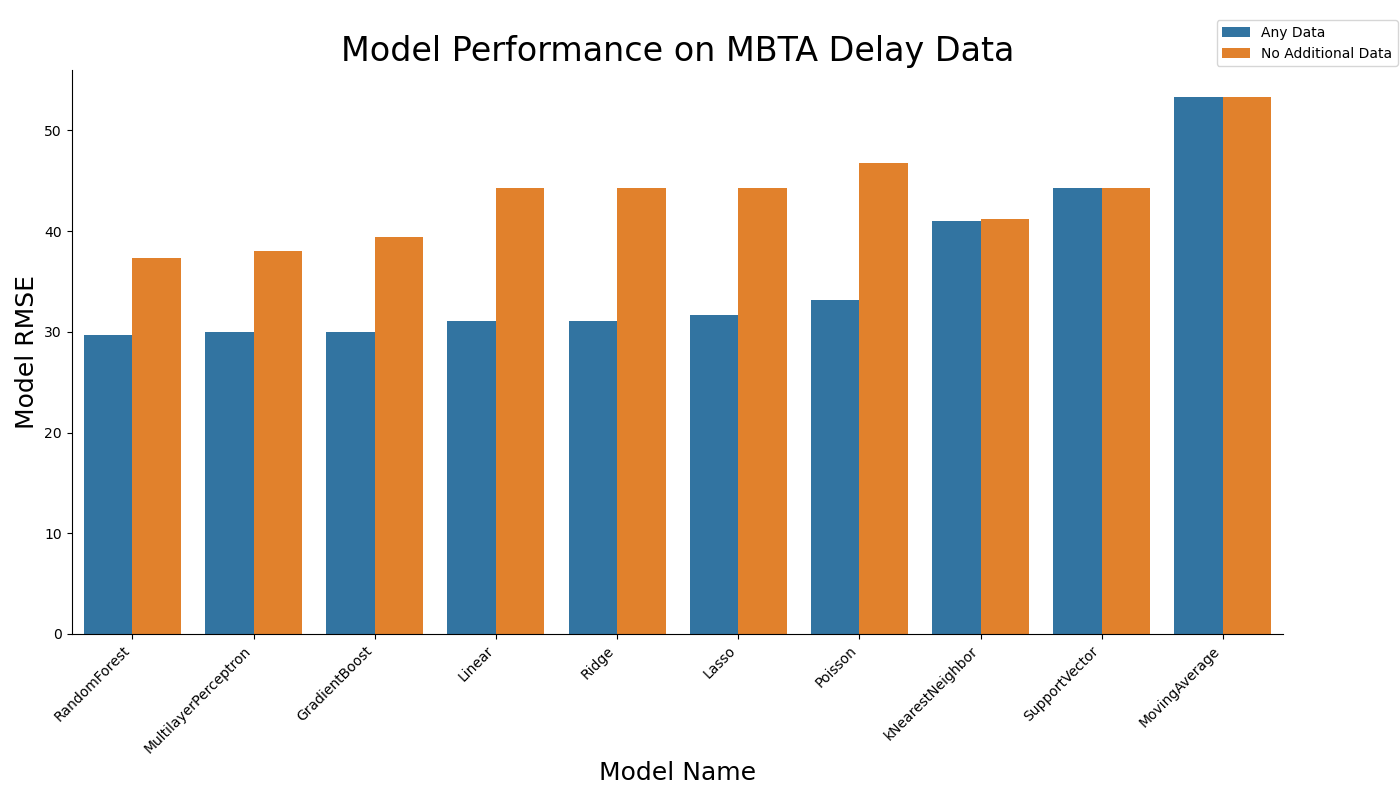 Model Performance on MBTA Delay Data
Any Data
No Additional Data
Model RMSE
50
40
30
20
10
0
RandomForest
MultilayerPerceptron
GradientBoost
Linear
Ridge
Lasso
Poisson
kNearestNeighbor
SupportVector
MovingAverage
Model Name